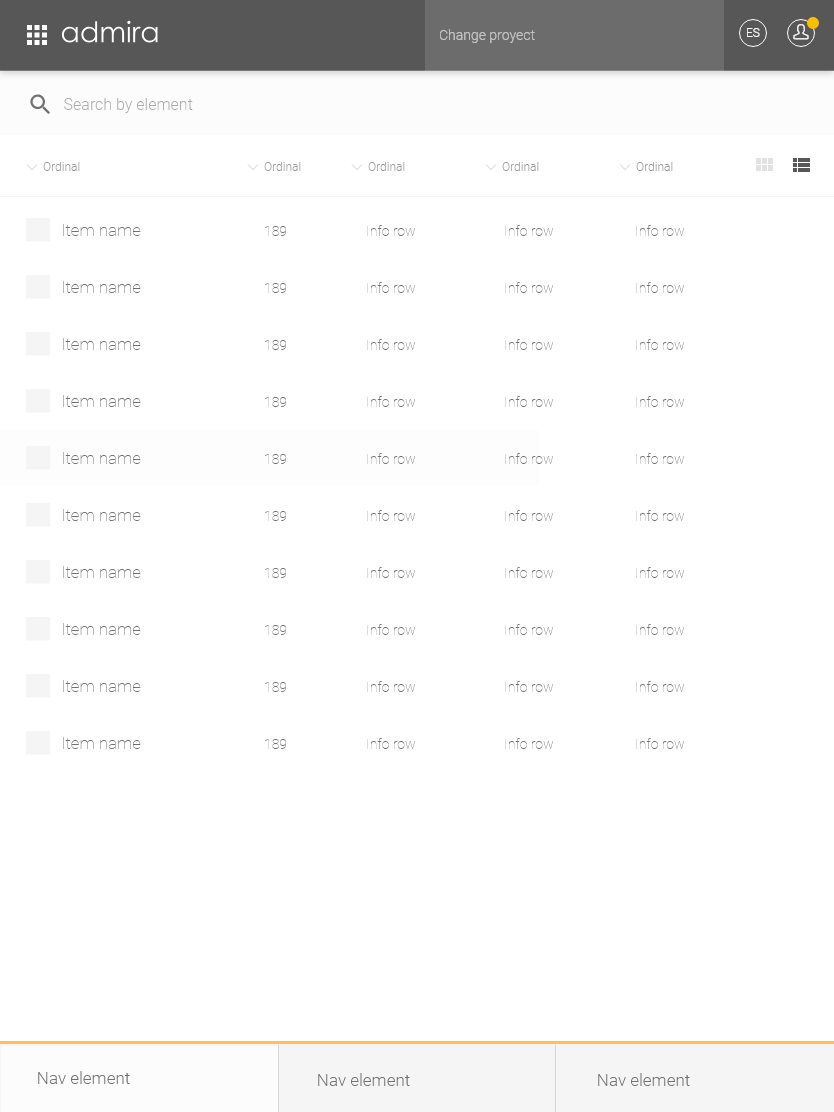 admira
Change proyect
ES
Search by element
Ordinal Ordinal Ordinal Ordinal Ordinal
Item name 189 Info row Info row Info row
Item name 189 Info row Info row Info row
Item name 189 Info row Info row Info row
Item name 189 Info row Info row Info row
Item name 189 Info row Info row Info row
Item name 189 Info row Info row Info row
Item name 189 Info row Info row Info row
Item name 189 Info row Info row Info row
Item name 189 Info row Info row Info row
Item name 189 Info row Info row Info row
Nav element Nav element Nav element